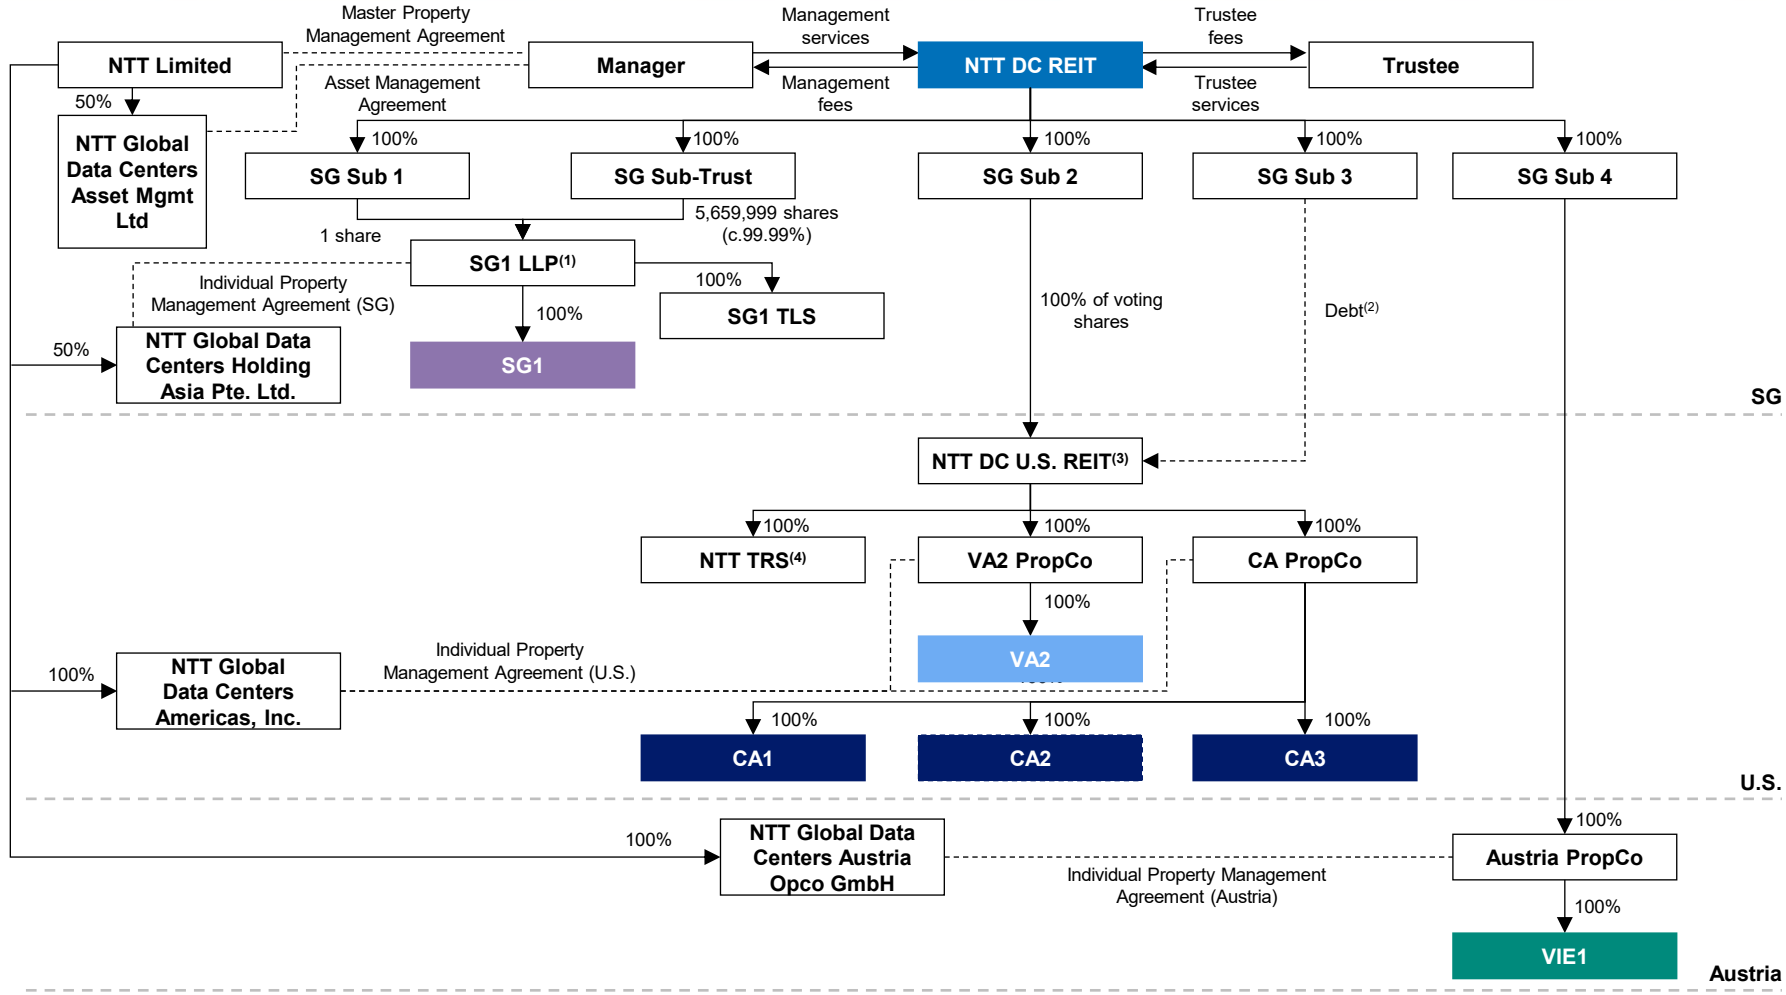 Master Property
Management Agreement
Management
services
Trustee
fees
NTT Limited
Manager
NTT DC REIT
Trustee
50%
Asset Management
Agreement
Management
fees
Trustee
services
NTT Global
Data Centers
Asset Mgmt
Ltd
100%
100%
100%
100%
100%
SG Sub 1
SG Sub-Trust
SG Sub 2
SG Sub 3
SG Sub 4
1 share
5,659,999 shares
(c.99.99%)
SG1 LLP(1)
Individual Property
Management Agreement (SG)
100%
SG1 TLS
100%
100% of voting
shares
Debt(2)
50%
NTT Global Data
Centers Holding
Asia Pte. Ltd.
SG1
SG
NTT DC U.S. REIT(3)
100%
100%
100%
NTT TRS(4)
VA2 PropCo
CA PropCo
100%
Individual Property
Management Agreement (U.S.)
VA2
100%
NTT Global
Data Centers
Americas, Inc.
100%
100%
100%
CA1
CA2
CA3
U.S.
100%
NTT Global Data
Centers Austria
Opco GmbH
100%
Austria PropCo
Individual Property Management
Agreement (Austria)
100%
VIE1
Austria